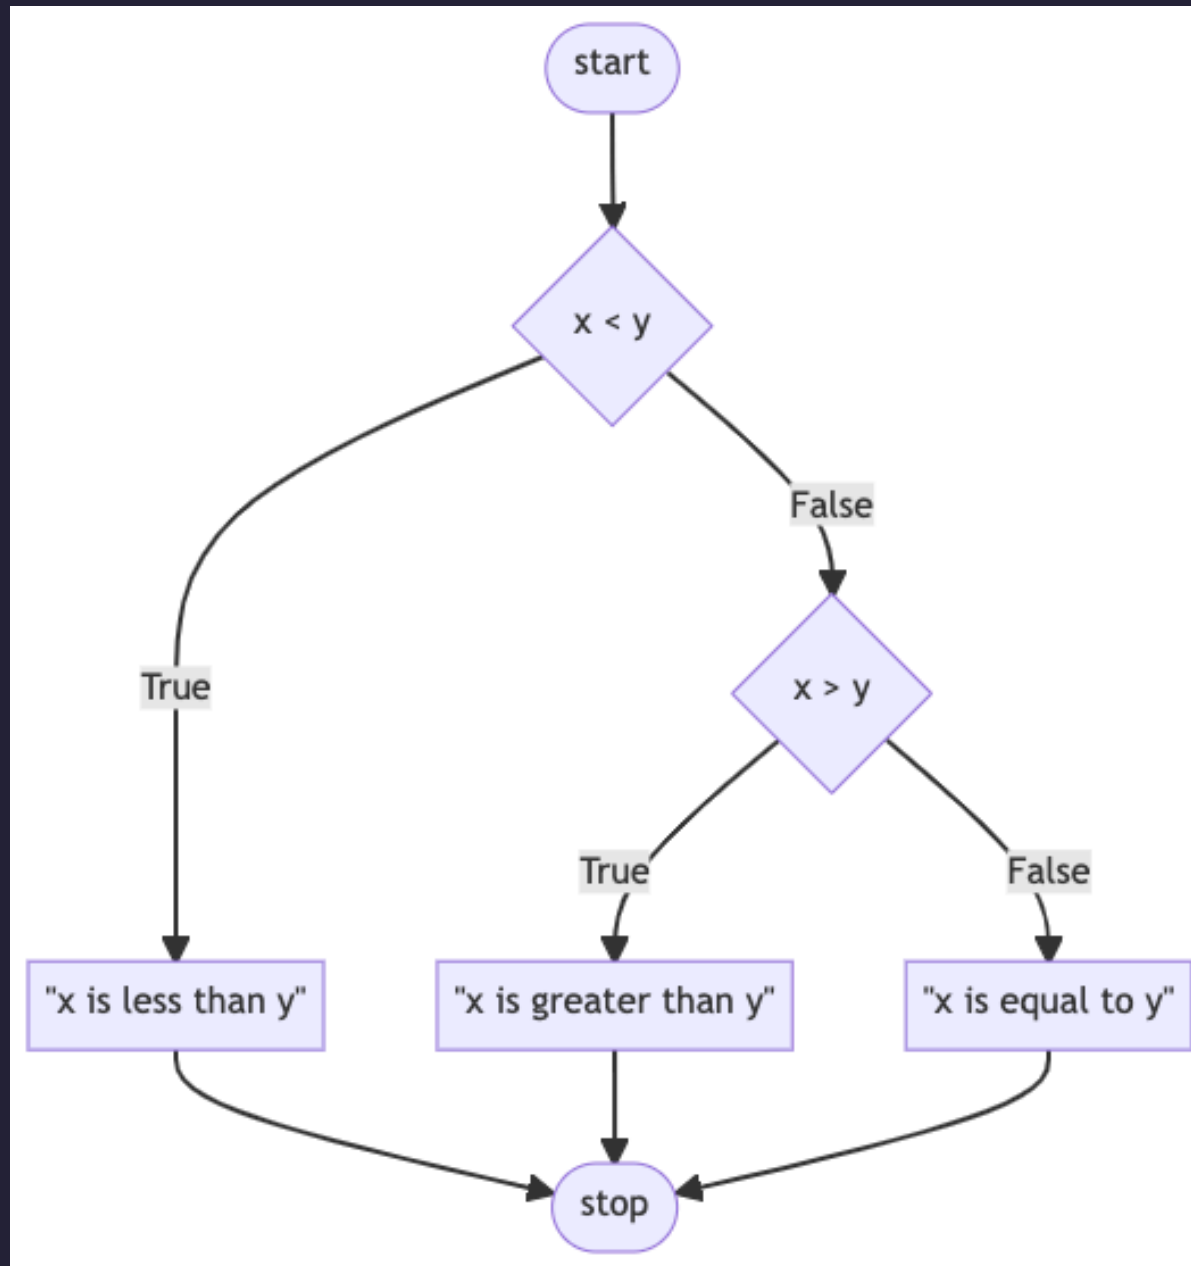 start
x < y
False
True
x > y
True
False
"x is less than y"
"x is greater than y"
"x is equal to y"
stop